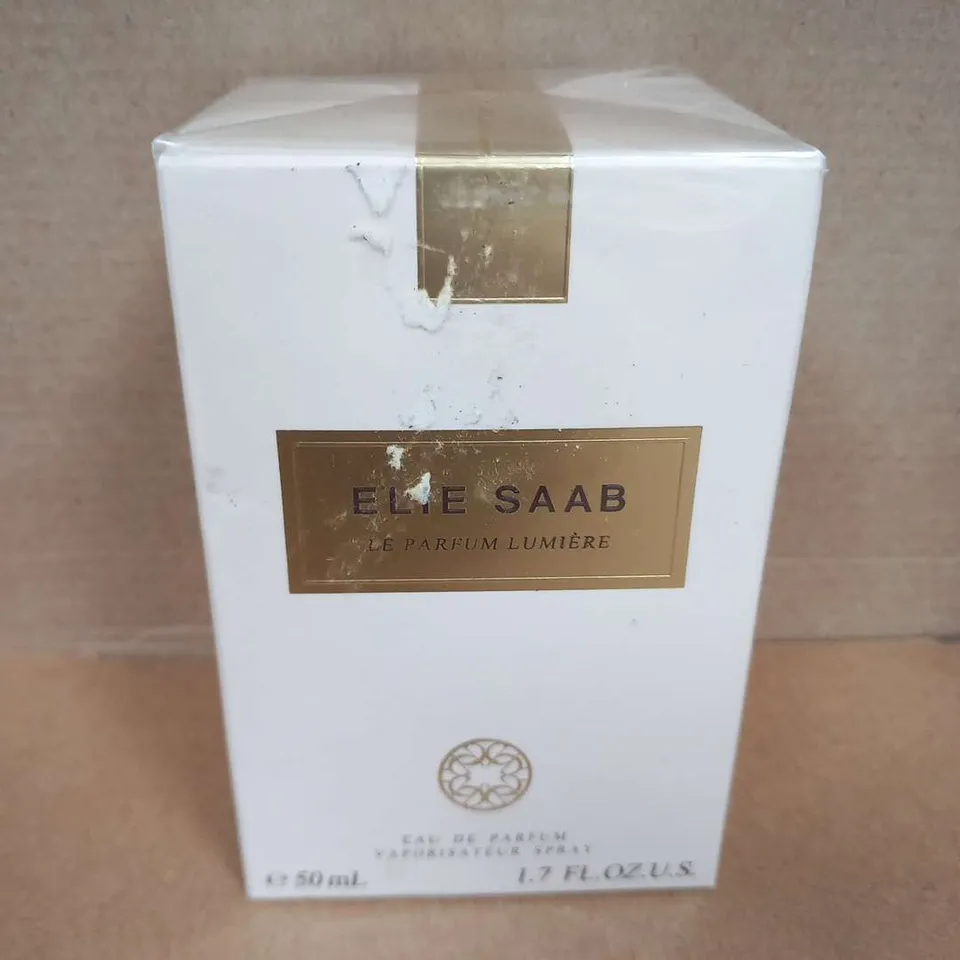 ELIE SAAB
LE PARFUM LUMIÈRE
EAU DE PARFUM
VAPORISATEUR SPRAY
℮ 50 mL 1.7 FL.OZ.U.S.